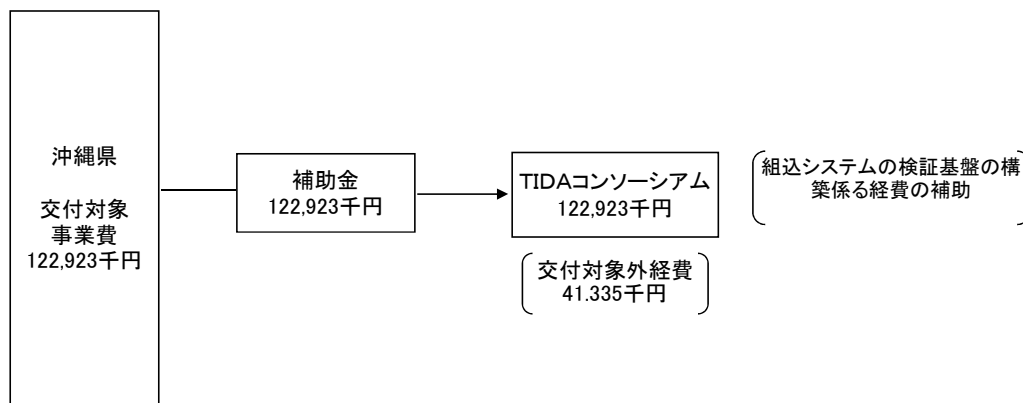 沖縄県
交付対象
事業費
122,923千円
補助金
122,923千円
TIDAコンソーシアム
122,923千円
交付対象外経費
41.335千円
組込システムの検証基盤の構
築係る経費の補助